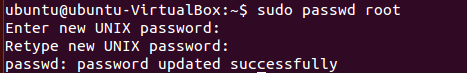 ubuntu@ubuntu-VirtualBox:~$ sudo passwd root
Enter new UNIX password:
Retype new UNIX password:
passwd: password updated successfully